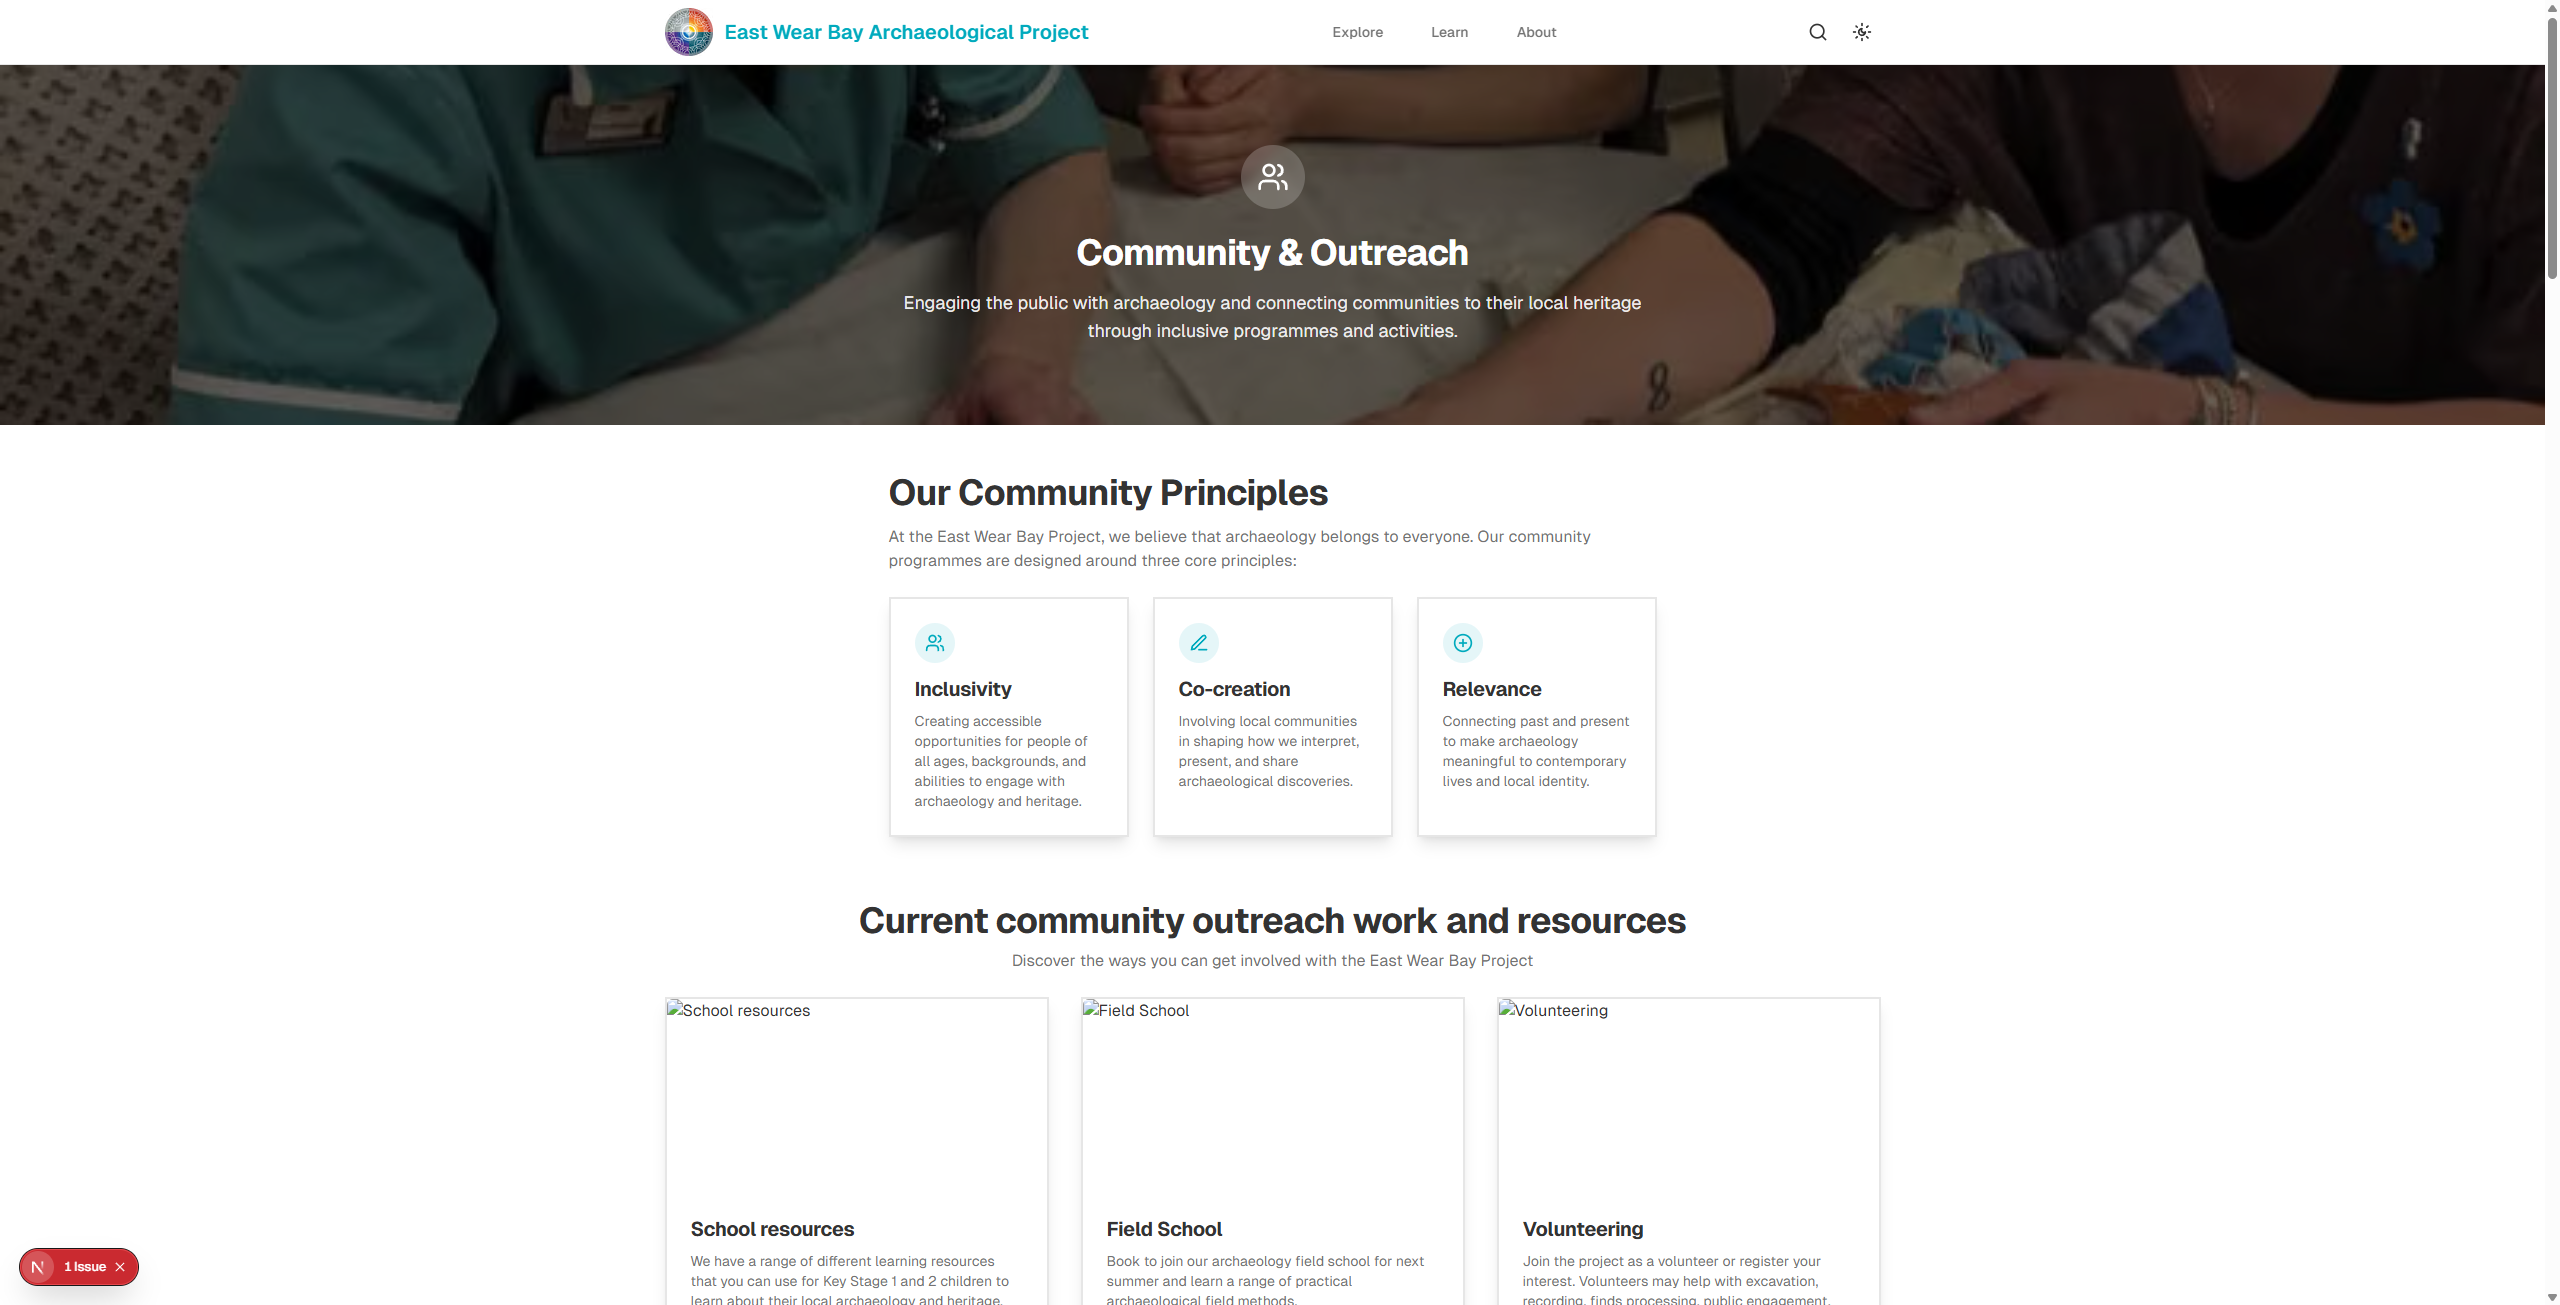 East Wear Bay Archaeological Project
Explore
Learn
About
Community & Outreach
Engaging the public with archaeology and connecting communities to their local heritage
through inclusive programmes and activities.
8
Our Community Principles
At the East Wear Bay Project, we believe that archaeology belongs to everyone. Our community
programmes are designed around three core principles:
Inclusivity
Creating accessible
opportunities for people of
all ages, backgrounds, and
abilities to engage with
archaeology and heritage.
Co-creation
Involving local communities
in shaping how we interpret,
present, and share
archaeological discoveries.
Relevance
Connecting past and present
to make archaeology
meaningful to contemporary
lives and local identity.
Current community outreach work and resources
Discover the ways you can get involved with the East Wear Bay Project
School resources
Field School
Volunteering
School resources
We have a range of different learning resources
that you can use for Key Stage 1 and 2 children to
learn about their local archaeology and heritage.
Field School
Book to join our archaeology field school for next
summer and learn a range of practical
archaeological field methods.
Volunteering
Join the project as a volunteer or register your
interest. Volunteers may help with excavation,
recording, finds processing, public engagement,
N
1 Issue